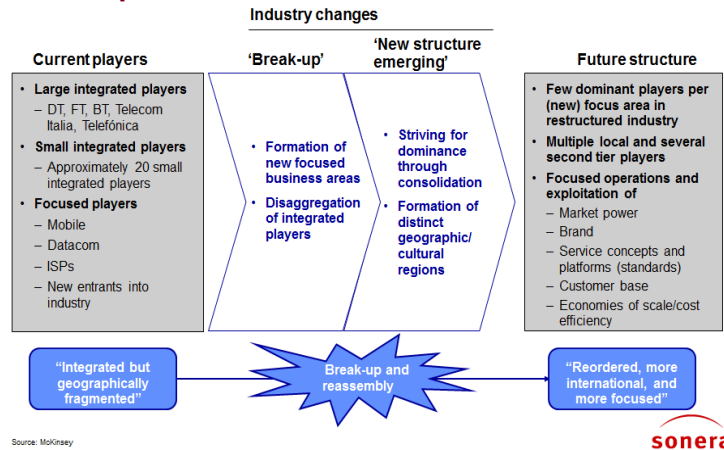 Industry changes
Current players
‘Break-up’
‘New structure
emerging’
Future structure
• Large integrated players
– DT, FT, BT, Telecom
Italia, Telefónica
• Small integrated players
– Approximately 20 small
integrated players
• Focused players
– Mobile
– Datacom
– ISPs
– New entrants into
industry
• Formation of
new focused
business areas
• Disaggregation
of integrated
players
• Striving for
dominance
through
consolidation
• Formation of
distinct
geographic/
cultural
regions
• Few dominant players per
(new) focus area in
restructured industry
• Multiple local and several
second tier players
• Focused operations and
exploitation of
– Market power
– Brand
– Service concepts and
platforms (standards)
– Customer base
– Economies of scale/cost
efficiency
“Integrated but
geographically
fragmented”
Break-up and
reassembly
“Reordered, more
international, and
more focused”
Source: McKinsey
sonera